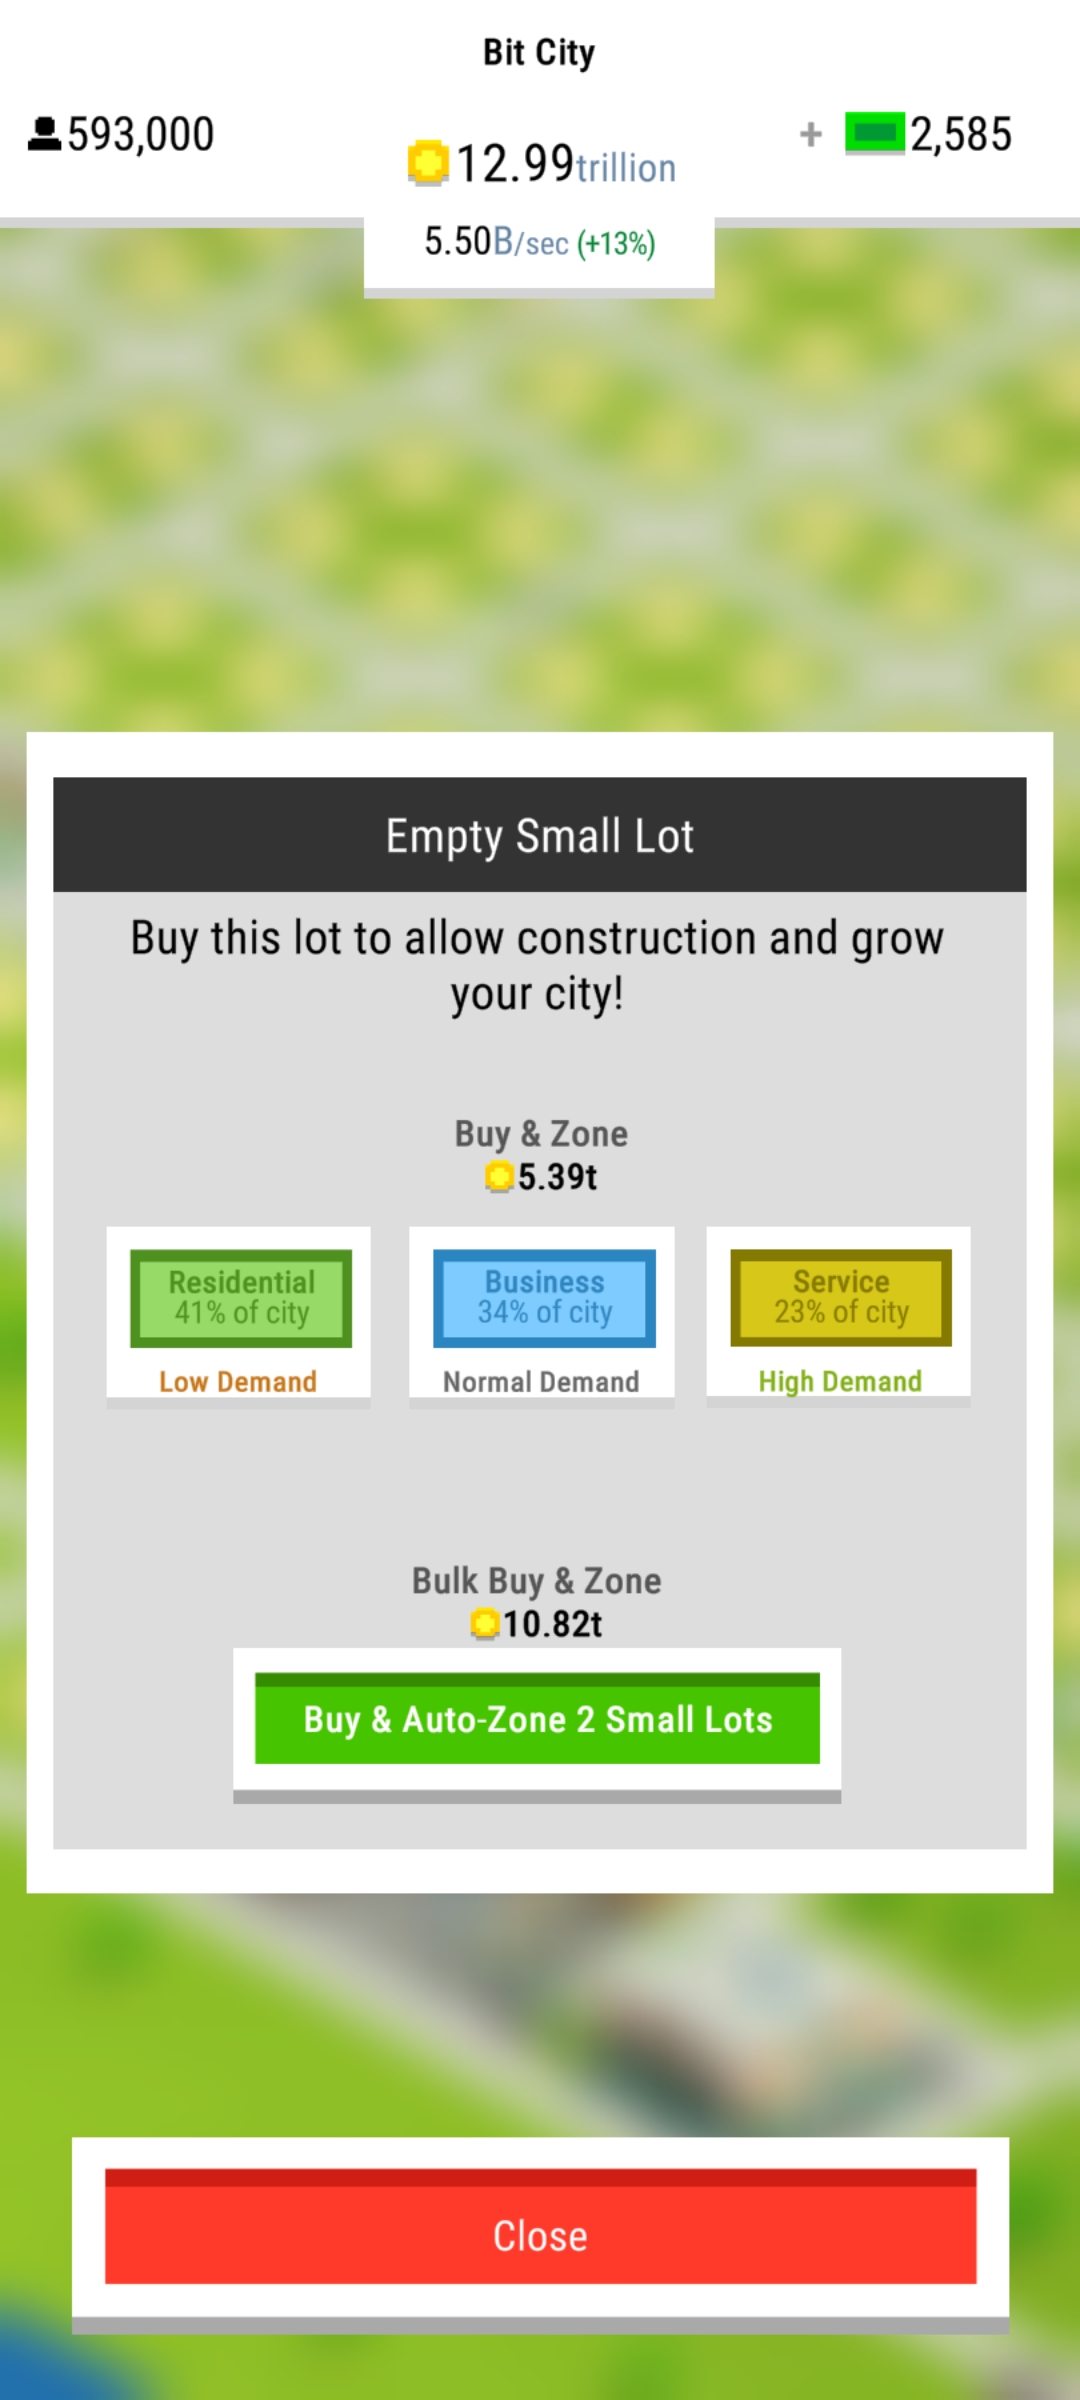 Bit City
593,000
12.99trillion
+ 2,585
5.50B/sec (+13%)
Empty Small Lot
Buy this lot to allow construction and grow
your city!
Buy & Zone
5.39t
Residential
41% of city
Low Demand
Business
34% of city
Normal Demand
Service
23% of city
High Demand
Bulk Buy & Zone
10.82t
Buy & Auto-Zone 2 Small Lots
Close